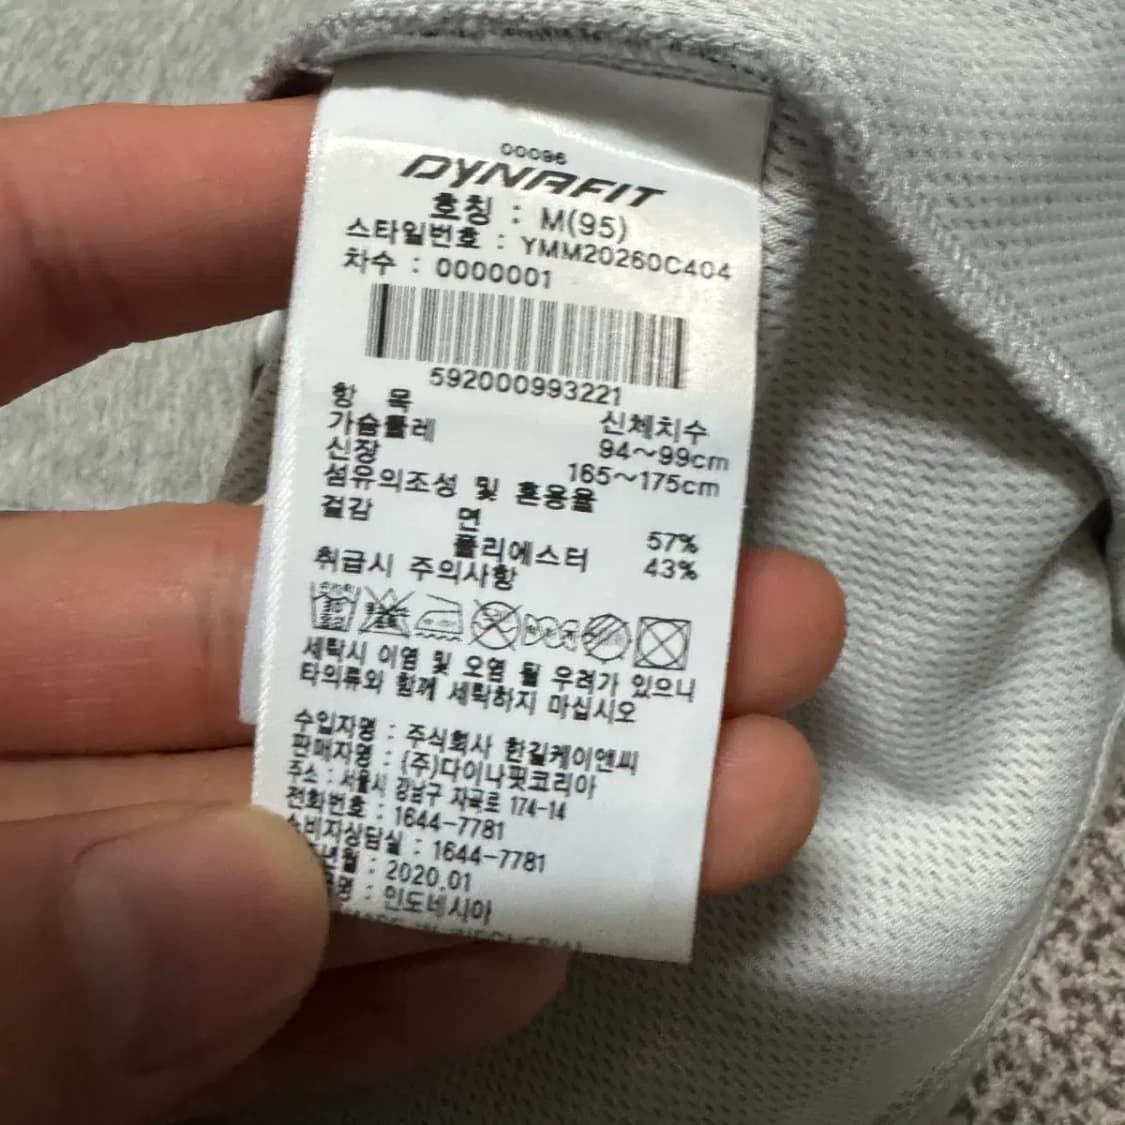 00096
DYNAFIT
호칭 : M(95)
스타일번호 : YMM20260C404
차수 : 0000001
592000993221
항 목 신체치수
가슴둘레 94~99cm
신장 165~175cm
섬유의조성 및 혼용율
겉감 면 57%
폴리에스터 43%
취급시 주의사항
세탁시 이염 및 오염 될 우려가 있으니
타의류와 함께 세탁하지 마십시오
수입자명 : 주식회사 한길케이앤씨
판매자명 : (주)다이나핏코리아
주소 : 서울시 강남구 자곡로 174-14
전화번호 : 1644-7781
소비자상담실 : 1644-7781
: 2020.01
: 인도네시아